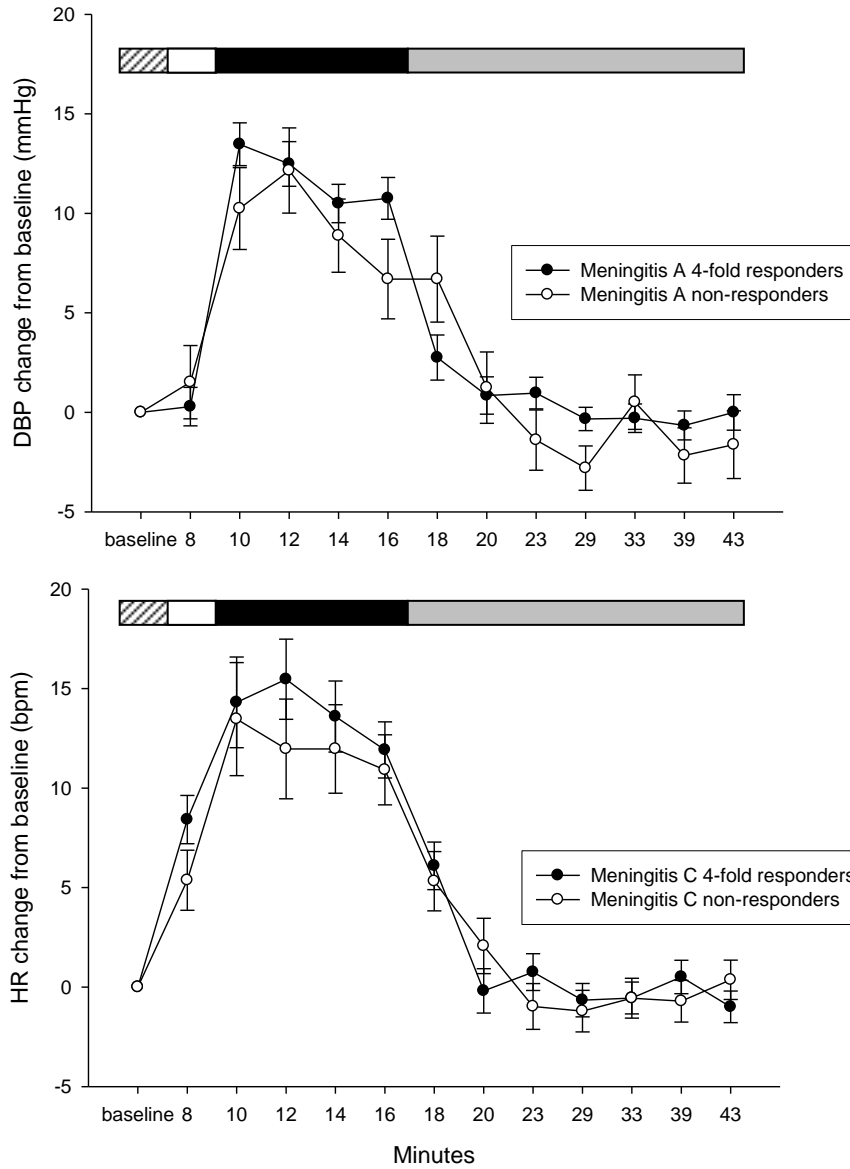 20
15
10
5
0
-5
DBP change from baseline (mmHg)
Meningitis A 4-fold responders
Meningitis A non-responders
baseline 8 10 12 14 16 18 20 23 29 33 39 43
20
15
10
5
0
-5
HR change from baseline (bpm)
Meningitis C 4-fold responders
Meningitis C non-responders
baseline 8 10 12 14 16 18 20 23 29 33 39 43
Minutes